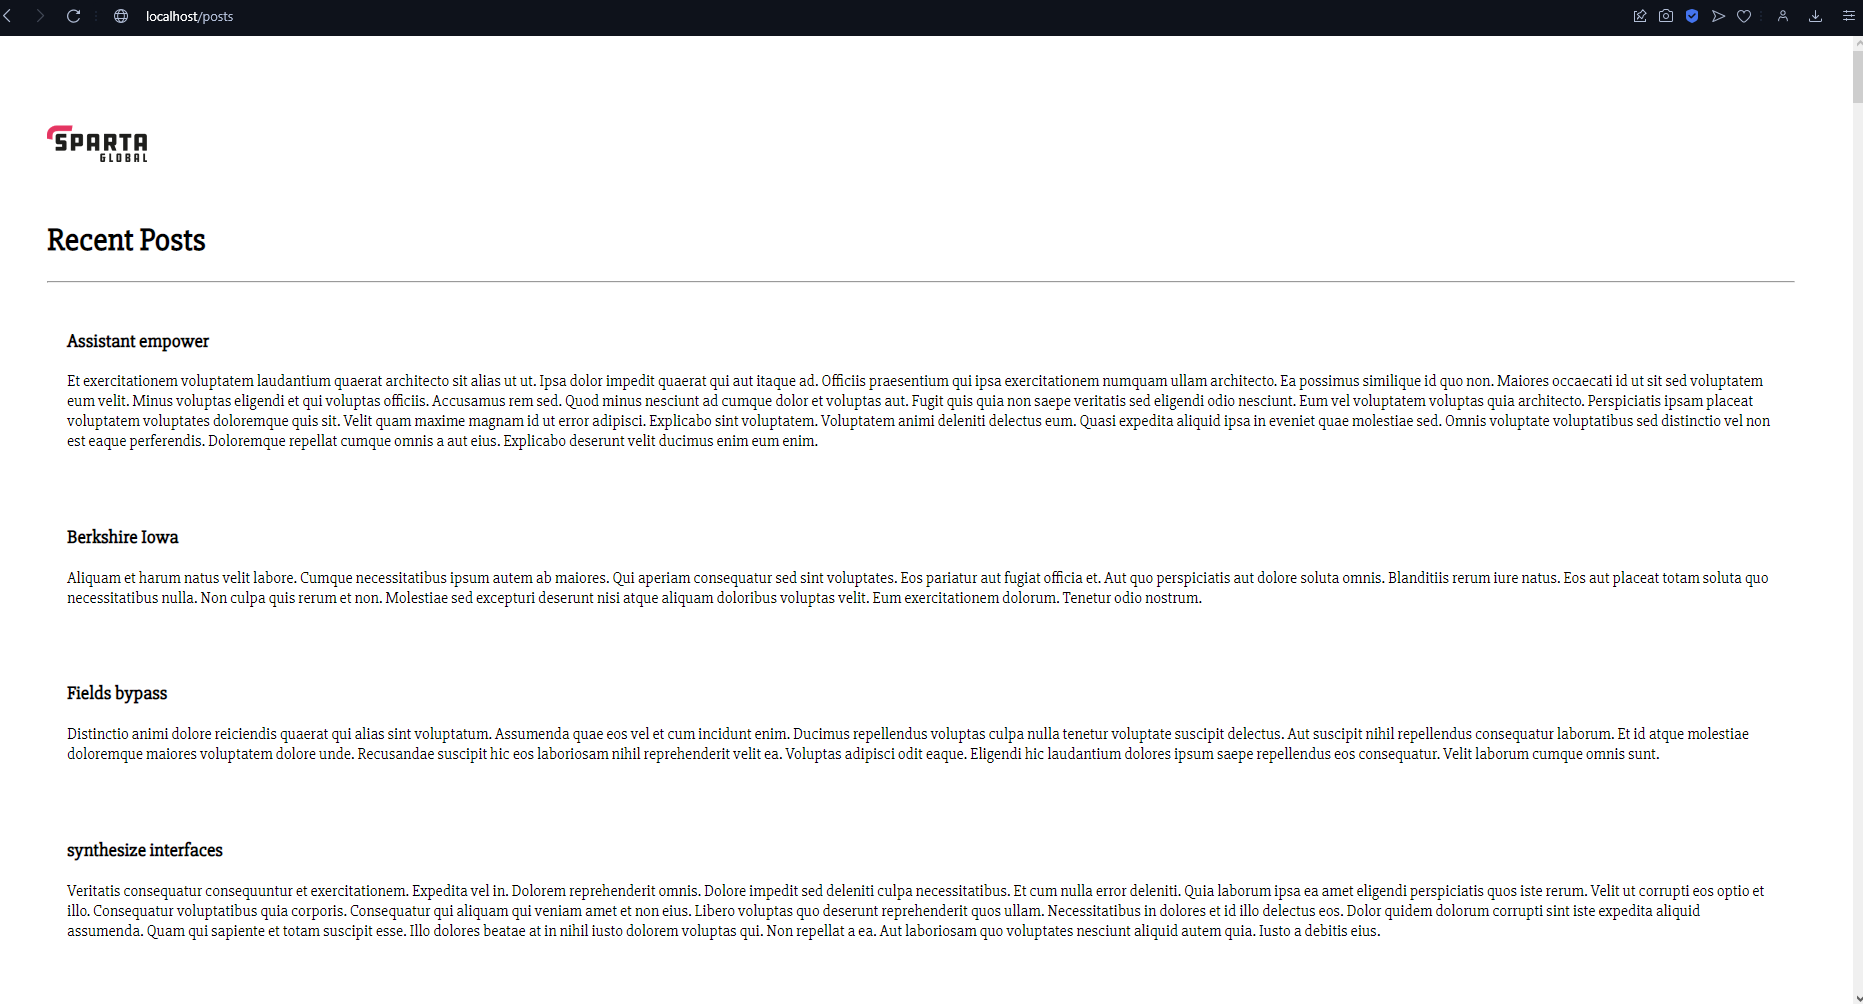 localhost/posts
SPARTA
GLOBAL
Recent Posts
Assistant empower
Et exercitationem voluptatem laudantium quaerat architecto sit alias ut ut. Ipsa dolor impedit quaerat qui aut itaque ad. Officiis praesentium qui ipsa exercitationem numquam ullam architecto. Ea possimus similique id quo non. Maiores occaecati id ut sit sed voluptatem
eum velit. Minus voluptas eligendi et qui voluptas officiis. Accusamus rem sed. Quod minus nesciunt ad cumque dolor et voluptas aut. Fugit quis quia non saepe veritatis sed eligendi odio nesciunt. Eum vel voluptatem voluptas quia architecto. Perspiciatis ipsam placeat
voluptatem voluptates doloremque quis sit. Velit quam maxime magnam id ut error adipisci. Explicabo sint voluptatem. Voluptatem animi deleniti delectus eum. Quasi expedita aliquid ipsa in eveniet quae molestiae sed. Omnis voluptate voluptatibus sed distinctio vel non
est eaque perferendis. Doloremque repellat cumque omnis a aut eius. Explicabo deserunt velit ducimus enim eum enim.
Berkshire Iowa
Aliquam et harum natus velit labore. Cumque necessitatibus ipsum autem ab maiores. Qui aperiam consequatur sed sint voluptates. Eos pariatur aut fugiat officia et. Aut quo perspiciatis aut dolore soluta omnis. Blanditiis rerum iure natus. Eos aut placeat totam soluta quo
necessitatibus nulla. Non culpa quis rerum et non. Molestiae sed excepturi deserunt nisi atque aliquam doloribus voluptas velit. Eum exercitationem dolorum. Tenetur odio nostrum.
Fields bypass
Distinctio animi dolore reiciendis quaerat qui alias sint voluptatum. Assumenda quae eos vel et cum incidunt enim. Ducimus repellendus voluptas culpa nulla tenetur voluptate suscipit delectus. Aut suscipit nihil repellendus consequatur laborum. Et id atque molestiae
doloremque maiores voluptatem dolore unde. Recusandae suscipit hic eos laboriosam nihil reprehenderit velit ea. Voluptas adipisci odit eaque. Eligendi hic laudantium dolores ipsum saepe repellendus eos consequatur. Velit laborum cumque omnis sunt.
synthesize interfaces
Veritatis consequatur consequuntur et exercitationem. Expedita vel in. Dolorem reprehenderit omnis. Dolore impedit sed deleniti culpa necessitatibus. Et cum nulla error deleniti. Quia laborum ipsa ea amet eligendi perspiciatis quos iste rerum. Velit ut corrupti eos optio et
illo. Consequatur voluptatibus quia corporis. Consequatur qui aliquam qui veniam amet et non eius. Libero voluptas quo deserunt reprehenderit quos ullam. Necessitatibus in dolores et id illo delectus eos. Dolor quidem dolorum corrupti sint iste expedita aliquid
assumenda. Quam qui sapiente et totam suscipit esse. Illo dolores beatae at in nihil iusto dolorem voluptas qui. Non repellat a ea. Aut laboriosam quo voluptates nesciunt aliquid autem quia. Iusto a debitis eius.